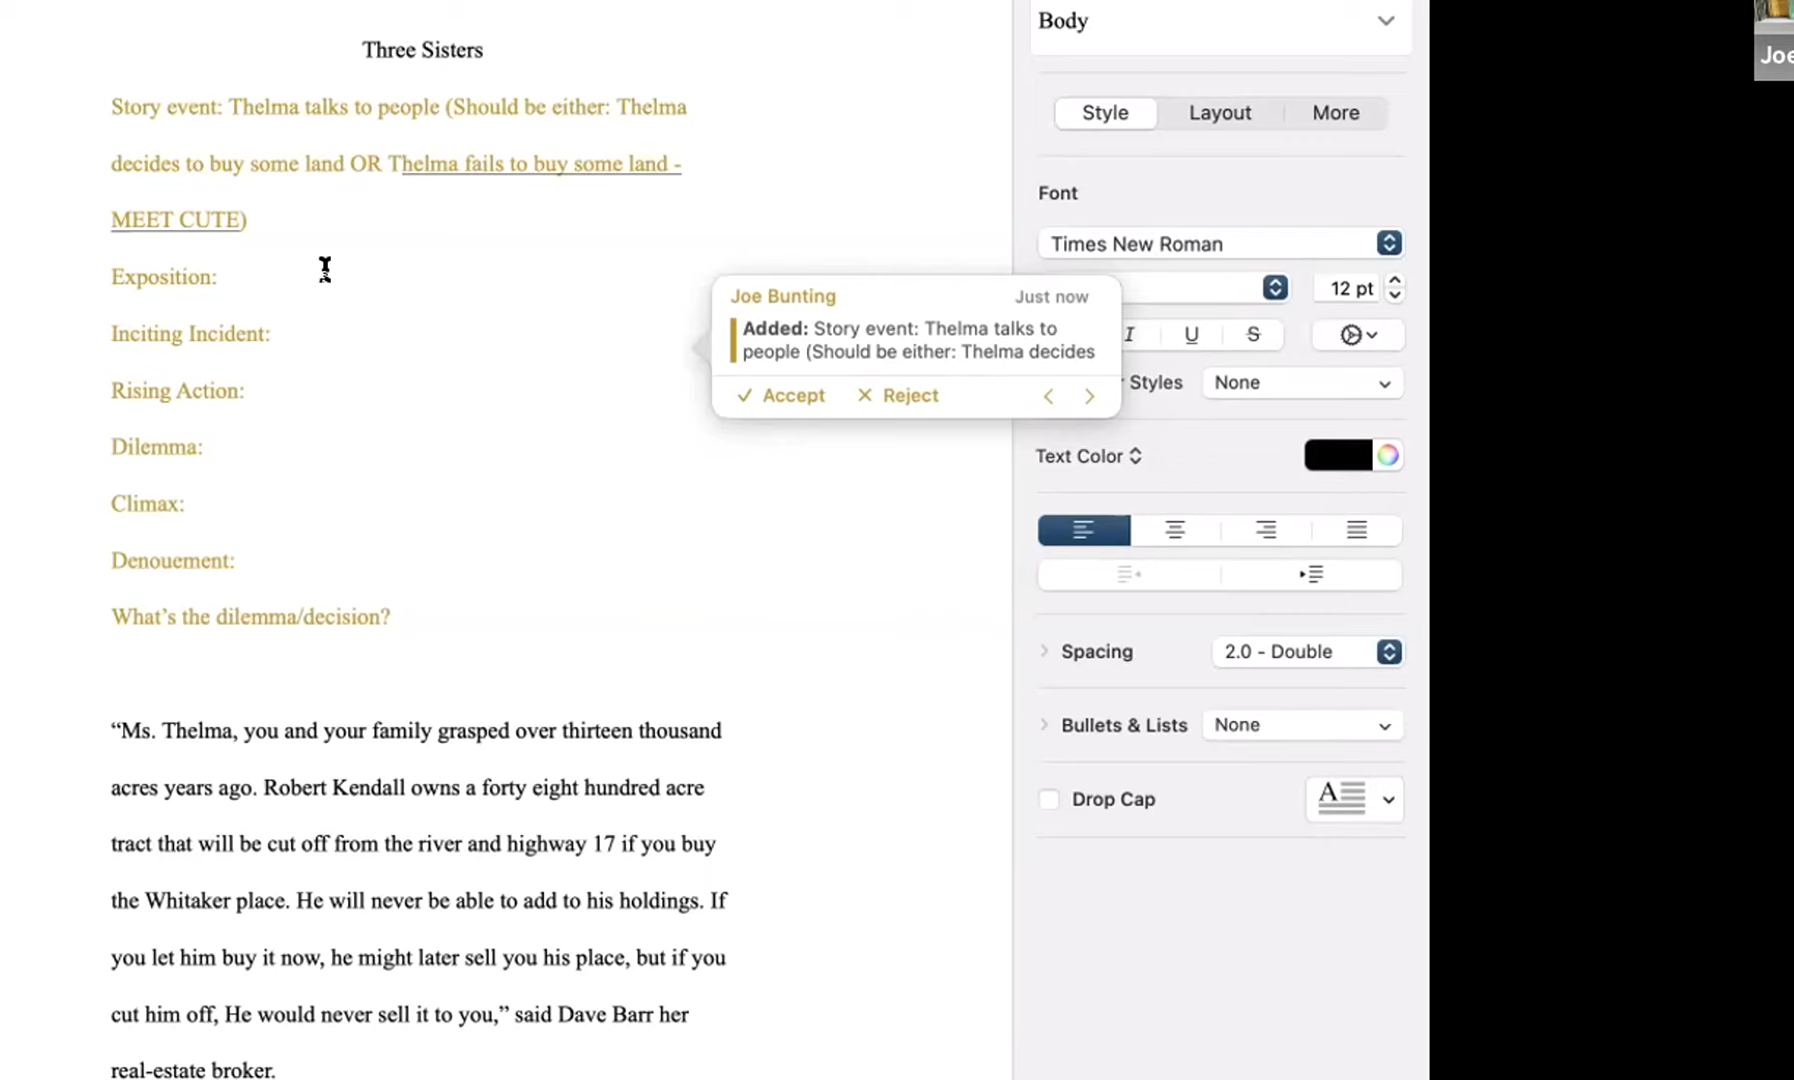 Three Sisters
Story event: Thelma talks to people (Should be either: Thelma
decides to buy some land OR Thelma fails to buy some land -
MEET CUTE)
Exposition:
Inciting Incident:
Rising Action:
Dilemma:
Climax:
Denouement:
What’s the dilemma/decision?
“Ms. Thelma, you and your family grasped over thirteen thousand
acres years ago. Robert Kendall owns a forty eight hundred acre
tract that will be cut off from the river and highway 17 if you buy
the Whitaker place. He will never be able to add to his holdings. If
you let him buy it now, he might later sell you his place, but if you
cut him off, He would never sell it to you,” said Dave Barr her
real-estate broker.
Joe Bunting Just now
Added: Story event: Thelma talks to
people (Should be either: Thelma decides
Accept Reject
Body
Style Layout More
Font
Times New Roman
12 pt
I U S
Styles None
Text Color
Spacing 2.0 - Double
Bullets & Lists None
Drop Cap A
Joe